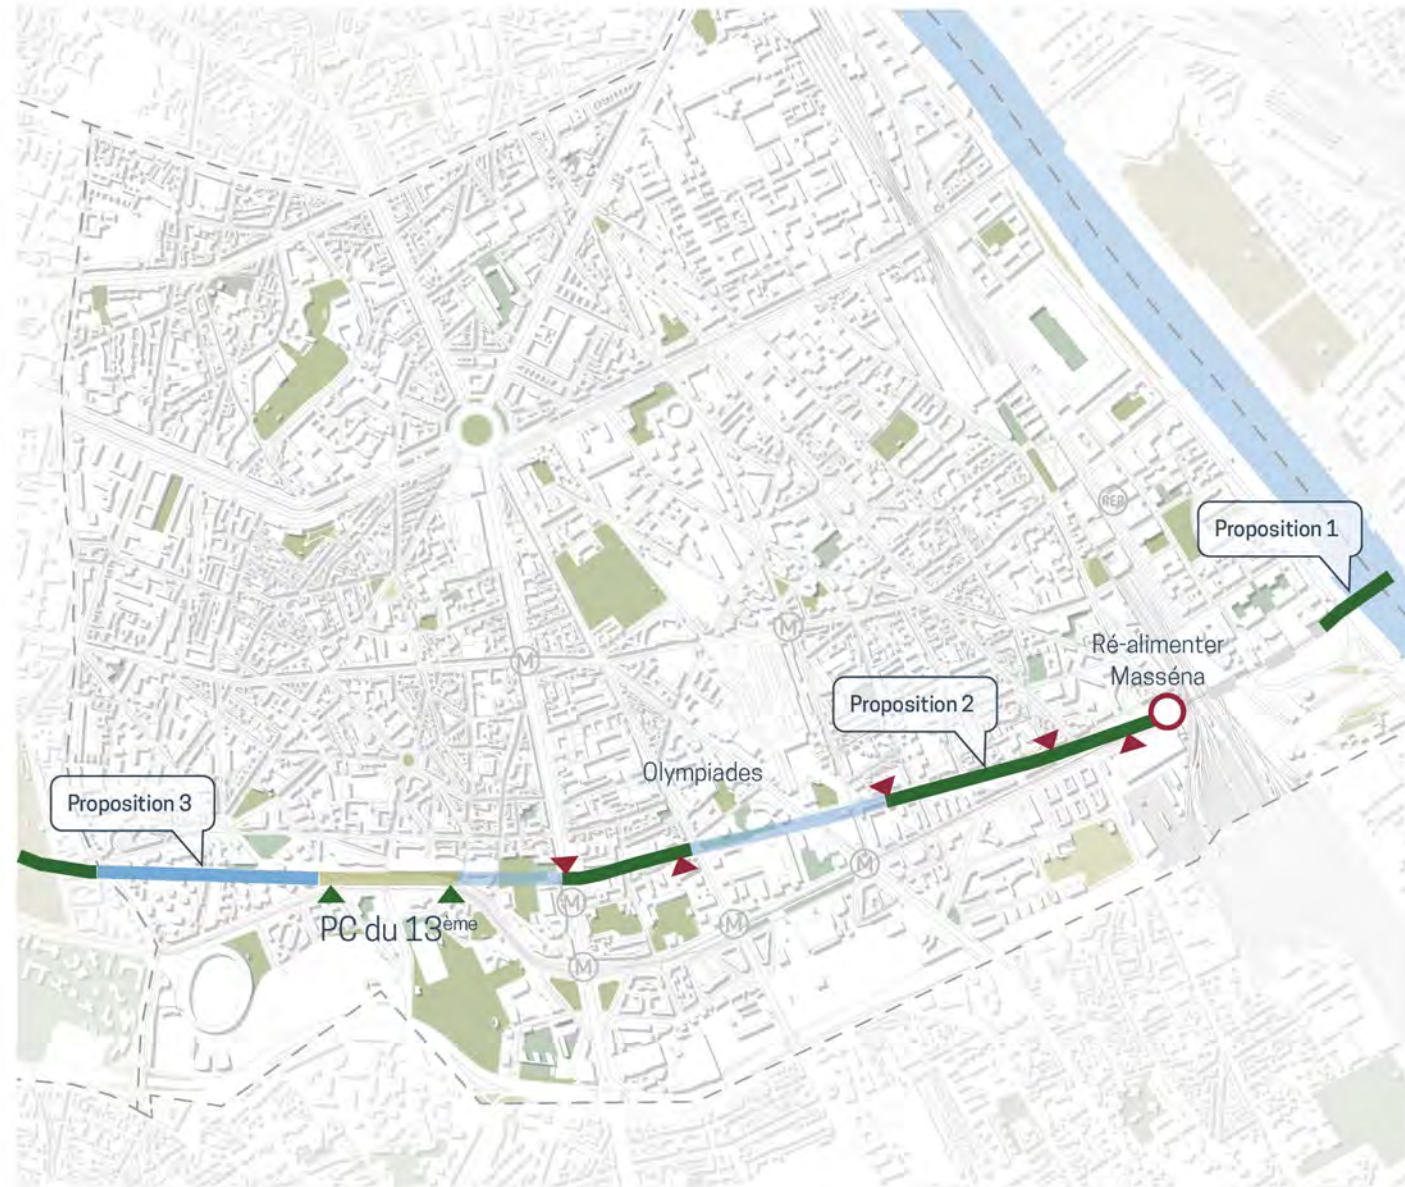 RER
Proposition 1
Ré-alimenter
Masséna
M
M
Proposition 2
Olympiades
Proposition 3
M
M
PC du 13ème
M
M